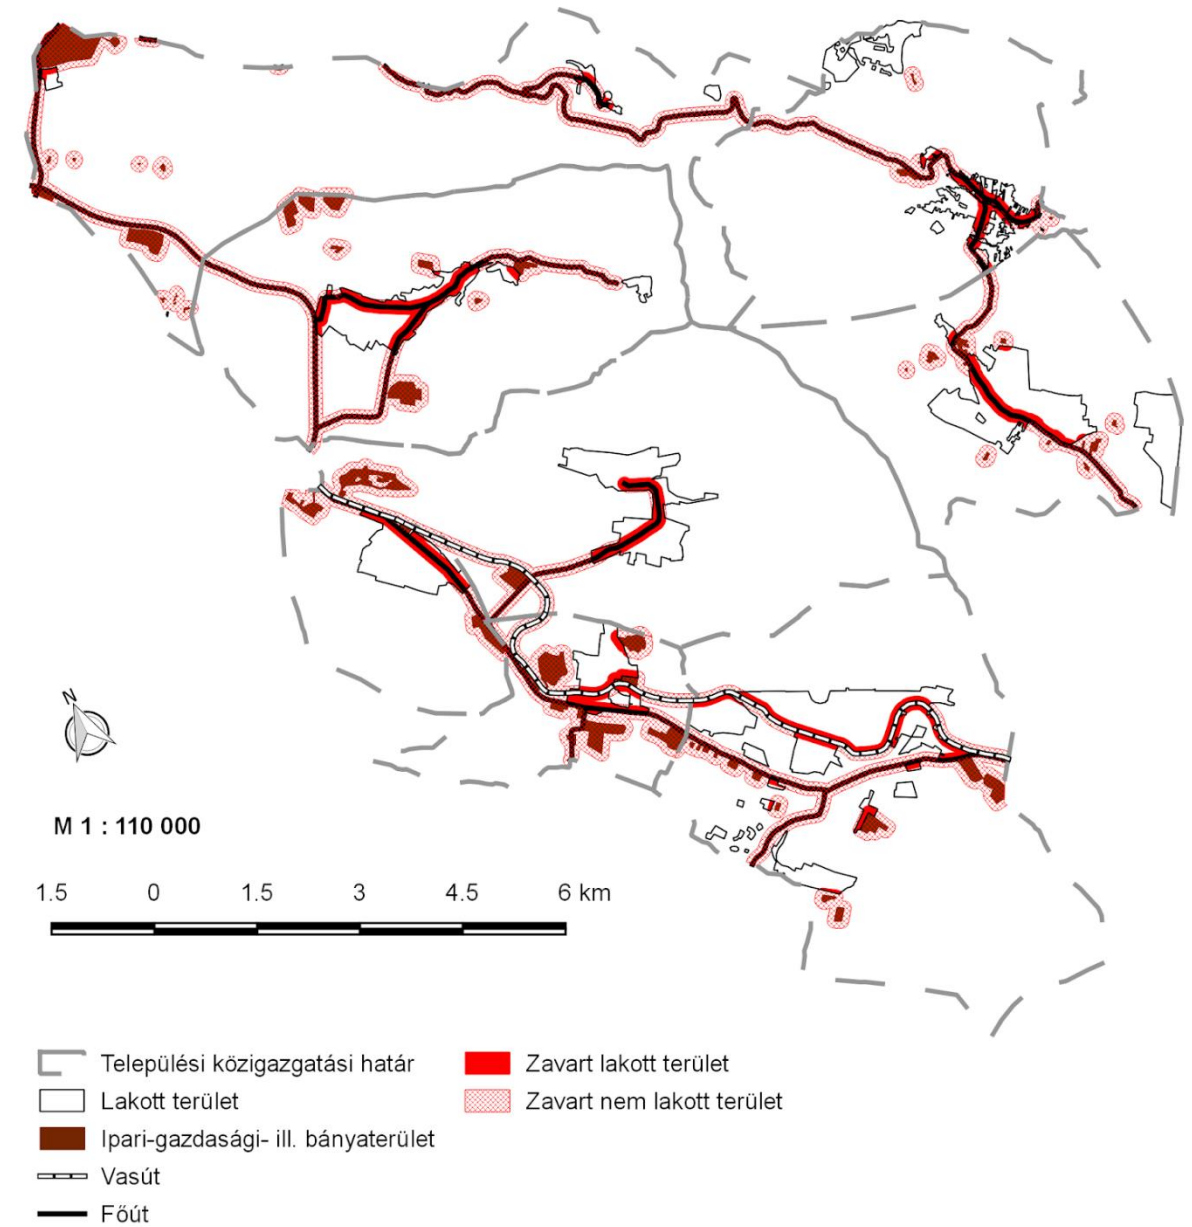 N
M 1 : 110 000
1.5 0 1.5 3 4.5 6 km
Települési közigazgatási határ
Lakott terület
Ipari-gazdasági- ill. bányaterület
Vasút
Főút
Zavart lakott terület
Zavart nem lakott terület